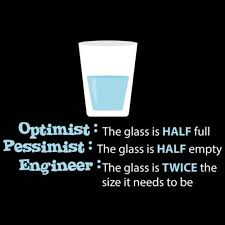 Optimist: The glass is HALF full
Pessimist: The glass is HALF empty
Engineer: The glass is TWICE the
size it needs to be